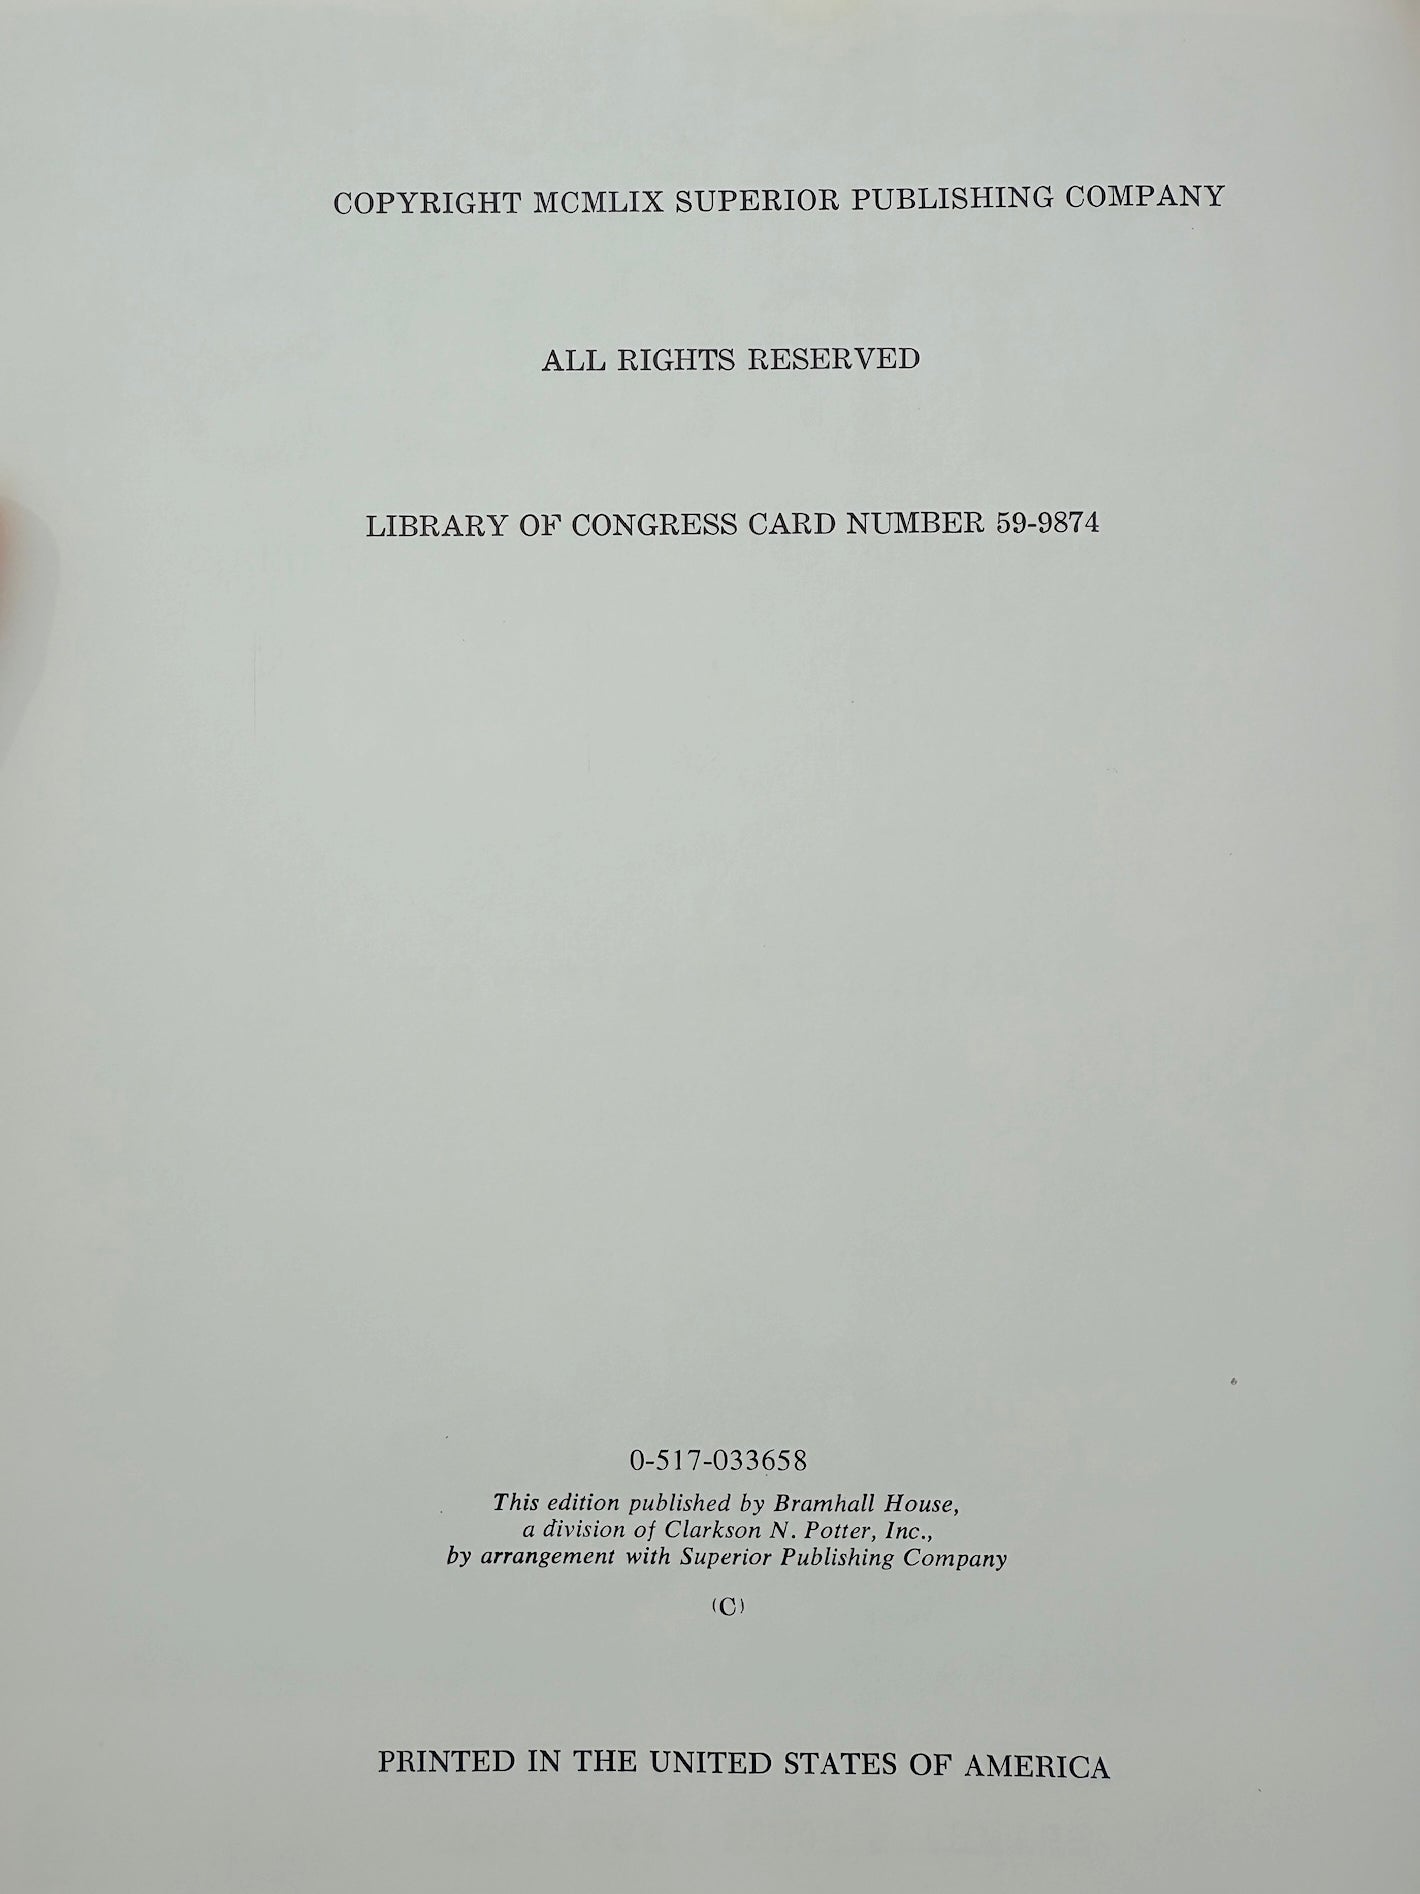 COPYRIGHT MCMLIX SUPERIOR PUBLISHING COMPANY
ALL RIGHTS RESERVED
LIBRARY OF CONGRESS CARD NUMBER 59-9874
0-517-033658
This edition published by Bramhall House,
a division of Clarkson N. Potter, Inc.,
by arrangement with Superior Publishing Company
(C)
PRINTED IN THE UNITED STATES OF AMERICA